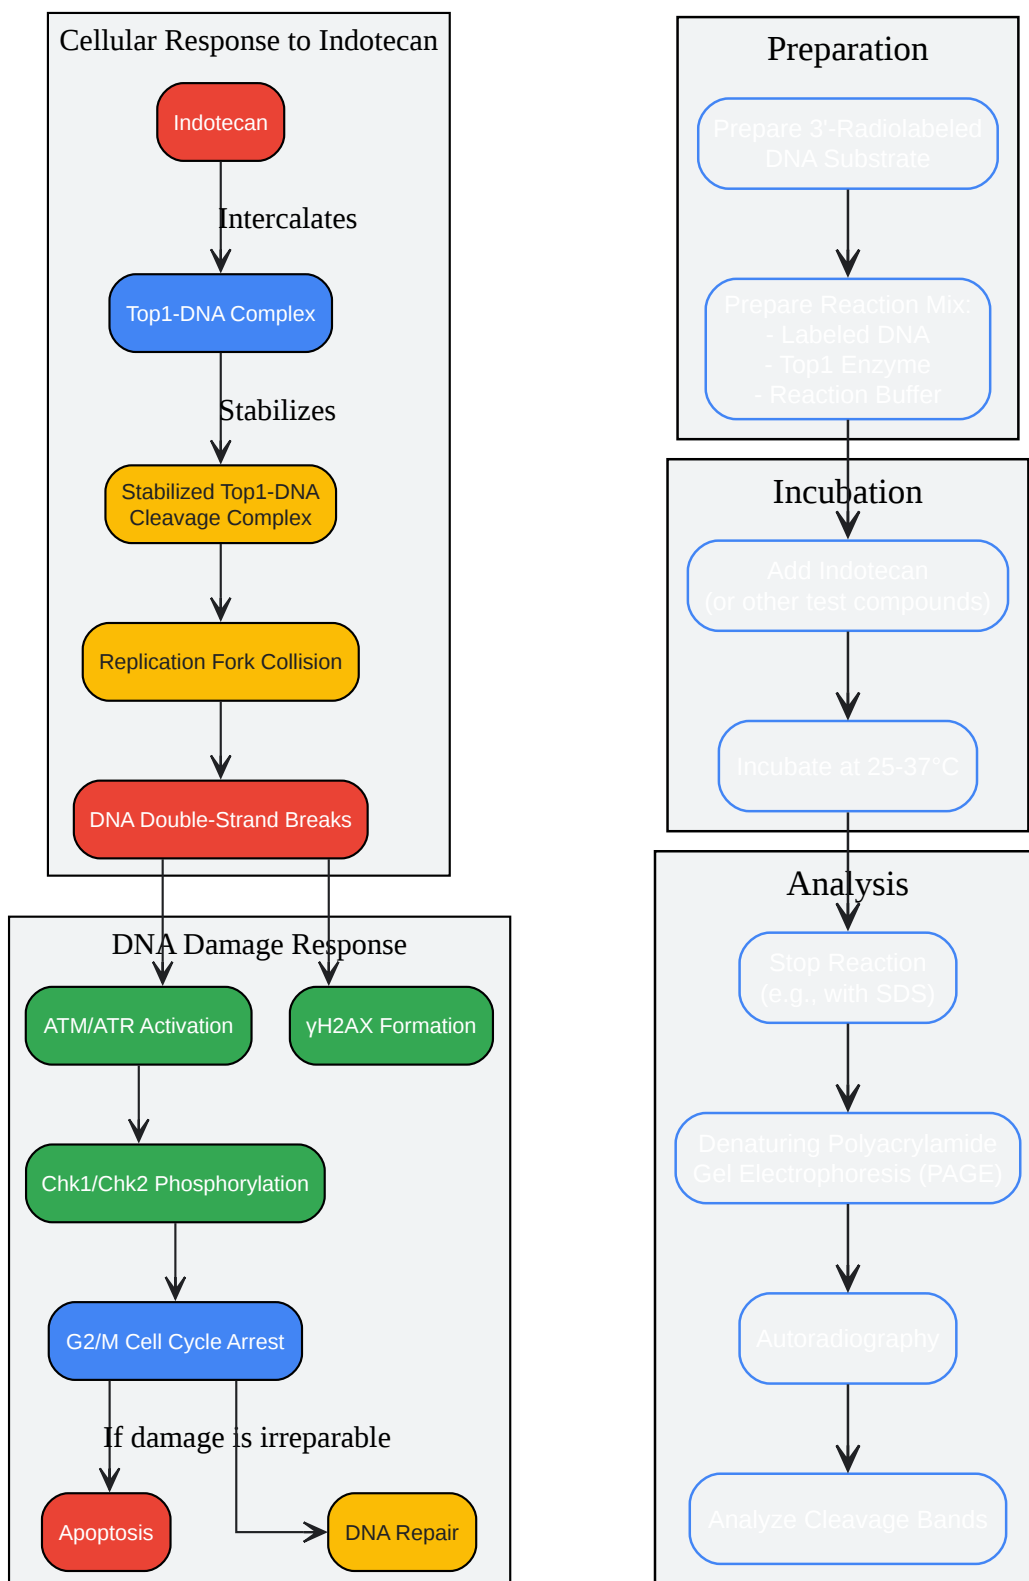 Cellular Response to Indotecan
Indotecan
Intercalates
Top1-DNA Complex
Stabilizes
Stabilized Top1-DNA
Cleavage Complex
Replication Fork Collision
DNA Double-Strand Breaks
DNA Damage Response
ATM/ATR Activation
γH2AX Formation
Chk1/Chk2 Phosphorylation
G2/M Cell Cycle Arrest
If damage is irreparable
Apoptosis
DNA Repair
Preparation
Prepare 3'-Radiolabeled
DNA Substrate
Prepare Reaction Mix:
- Labeled DNA
- Top1 Enzyme
- Reaction Buffer
Incubation
Add Indotecan
(or other test compounds)
Incubate at 25-37°C
Analysis
Stop Reaction
(e.g., with SDS)
Denaturing Polyacrylamide
Gel Electrophoresis (PAGE)
Autoradiography
Analyze Cleavage Bands